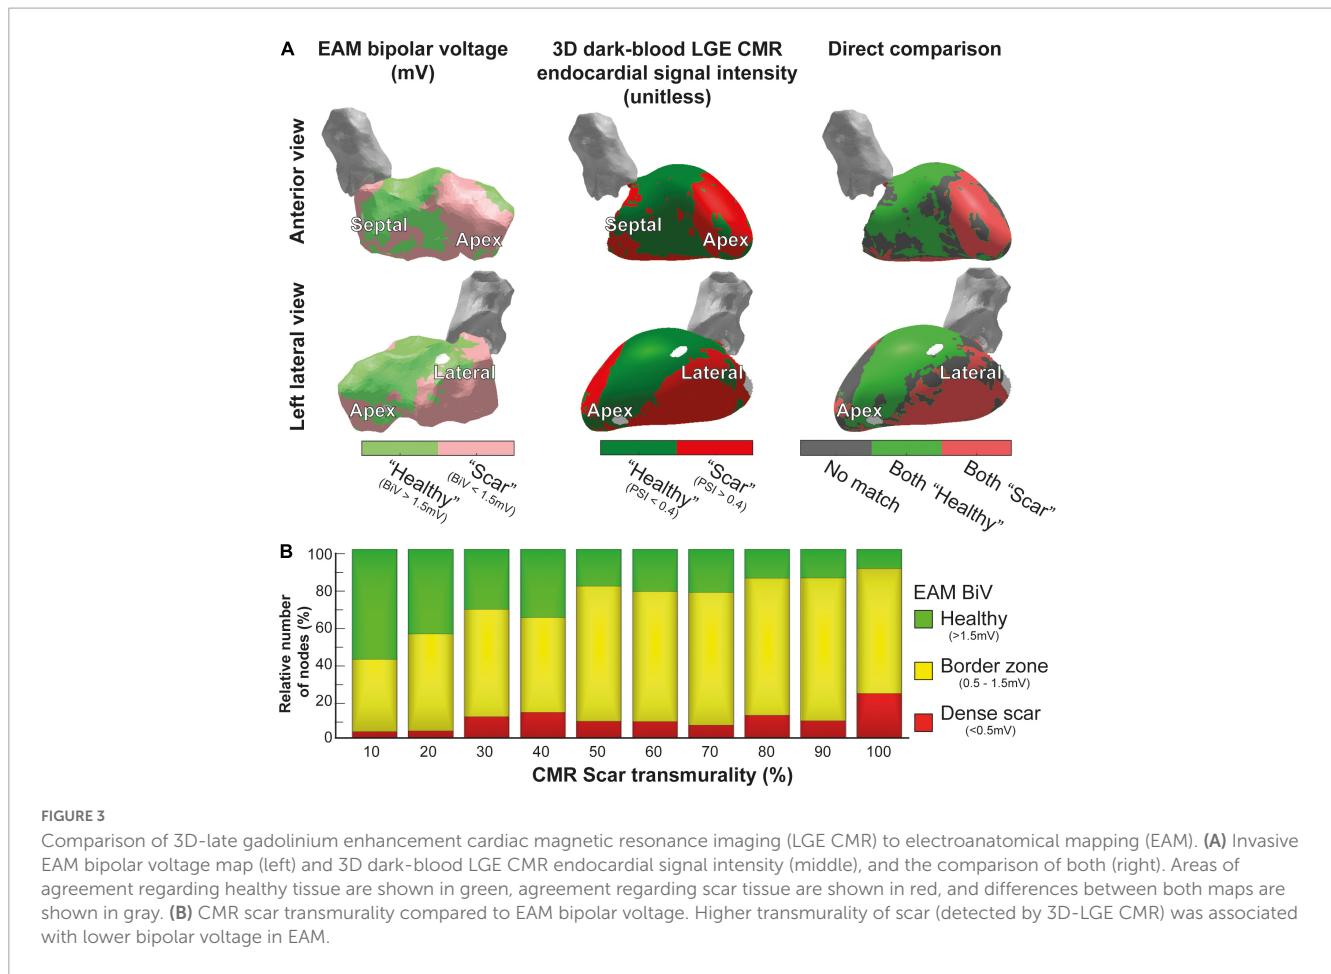 A
EAM bipolar voltage
(mV)
3D dark-blood LGE CMR
endocardial signal intensity
(unitless)
Direct comparison
Anterior view
Septal
Apex
Septal
Apex
Left lateral view
Lateral
Apex
Lateral
Apex
Lateral
Apex
“Healthy”
(BiV > 1.5mV)
“Scar”
(BiV < 1.5mV)
“Healthy”
(PSI < 0.4)
“Scar”
(PSI > 0.4)
No match
Both “Healthy”
Both “Scar”
B
Relative number
of nodes (%)
100
80
60
40
20
0
10 20 30 40 50 60 70 80 90 100
CMR Scar transmurality (%)
EAM BiV
Healthy
(>1.5mV)
Border zone
(0.5 - 1.5mV)
Dense scar
(<0.5mV)
FIGURE 3
Comparison of 3D-late gadolinium enhancement cardiac magnetic resonance imaging (LGE CMR) to electroanatomical mapping (EAM). (A) Invasive
EAM bipolar voltage map (left) and 3D dark-blood LGE CMR endocardial signal intensity (middle), and the comparison of both (right). Areas of
agreement regarding healthy tissue are shown in green, agreement regarding scar tissue are shown in red, and differences between both maps are
shown in gray. (B) CMR scar transmurality compared to EAM bipolar voltage. Higher transmurality of scar (detected by 3D-LGE CMR) was associated
with lower bipolar voltage in EAM.